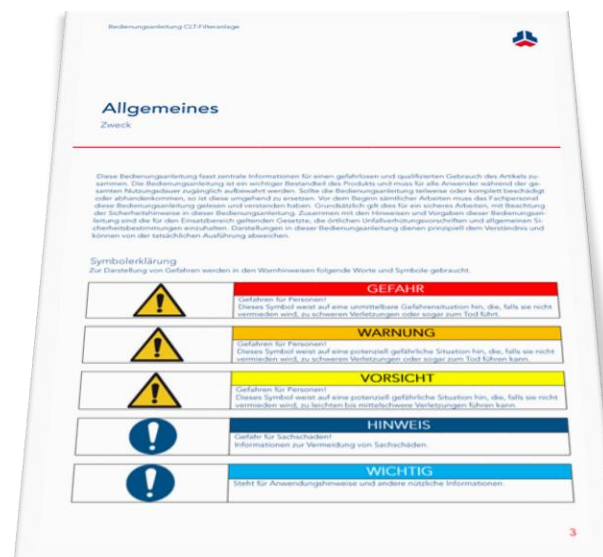 Bedienungsanleitung CLT-Filteranlage
Allgemeines
Zweck
Diese Bedienungsanleitung fasst zentrale Informationen für einen gefahrlosen und qualifizierten Gebrauch des Artikels zu-
sammen. Die Bedienungsanleitung ist ein wichtiger Bestandteil des Produkts und muss für alle Anwender während der ge-
samten Nutzungsdauer zugänglich aufbewahrt werden. Sollte die Bedienungsanleitung teilweise oder komplett beschädigt
oder abhandenkommen, so ist diese umgehend zu ersetzen. Vor dem Beginn sämtlicher Arbeiten muss das Fachpersonal
diese Bedienungsanleitung gelesen und verstanden haben. Grundsätzlich gilt dies für ein sicheres Arbeiten, mit Beachtung
der Sicherheitshinweise in dieser Bedienungsanleitung. Zusammen mit den Hinweisen und Vorgaben dieser Bedienungsan-
leitung sind die für den Einsatzbereich geltenden Gesetzte, die örtlichen Unfallverhütungsvorschriften und allgemeinen Si-
cherheitsbestimmungen einzuhalten. Darstellungen in dieser Bedienungsanleitung dienen prinzipiell dem Verständnis und
können von der tatsächlichen Ausführung abweichen.
Symbolerklärung
Zur Darstellung von Gefahren werden in den Warnhinweisen folgende Worte und Symbole gebraucht.
GEFAHR
Gefahren für Personen!
Dieses Symbol weist auf eine unmittelbare Gefahrensituation hin, die, falls sie nicht
vermieden wird, zu schweren Verletzungen oder sogar zum Tod führt.
WARNUNG
Gefahren für Personen!
Dieses Symbol weist auf eine potenziell gefährliche Situation hin, die, falls sie nicht
vermieden wird, zu schweren Verletzungen oder sogar zum Tod führen kann.
VORSICHT
Gefahren für Personen!
Dieses Symbol weist auf eine potenziell gefährliche Situation hin, die, falls sie nicht
vermieden wird, zu leichten bis mittelschwere Verletzungen führen kann.
HINWEIS
Gefahr für Sachschaden!
Informationen zur Vermeidung von Sachschäden.
WICHTIG
Steht für Anwendungshinweise und andere nützliche Informationen.
3